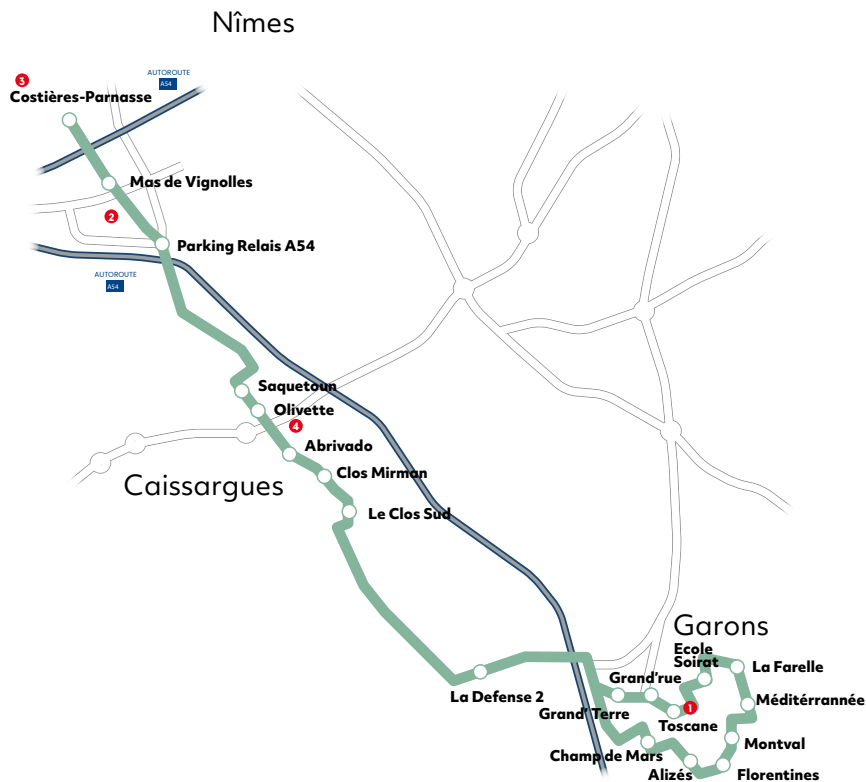 Nîmes
AUTOROUTE
A54
3
Costières-Parnasse
Mas de Vignolles
2
Parking Relais A54
AUTOROUTE
A54
Saquetoun
Olivette
4
Abrivado
Clos Mirman
Caissargues
Le Clos Sud
Garons
Ecole
Soirat
La Farelle
Grand'rue
La Defense 2
Méditérrannée
1
Grand' Terre
Toscane
Montval
Champ de Mars
Alizés
Florentines